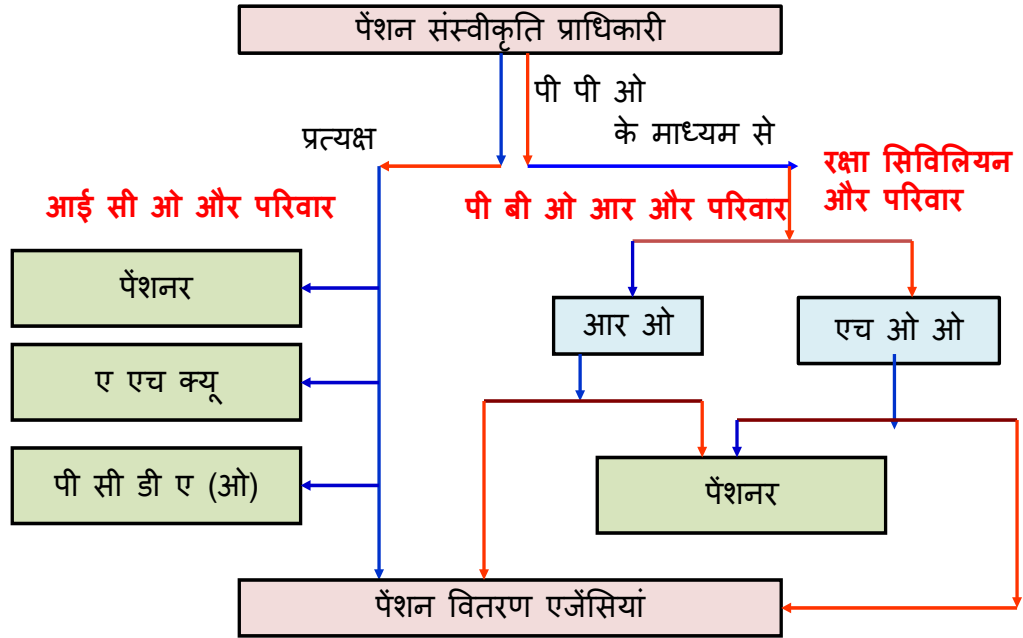 पेंशन संस्वीकृति प्राधिकारी
पी पी ओ
प्रत्यक्ष
के माध्यम से
रक्षा सिविलियन
और परिवार
आई सी ओ और परिवार
पी बी ओ आर और परिवार
पेंशनर
आर ओ
एच ओ ओ
ए एच क्यू
पी सी डी ए (ओ)
पेंशनर
पेंशन वितरण एजेंसियां